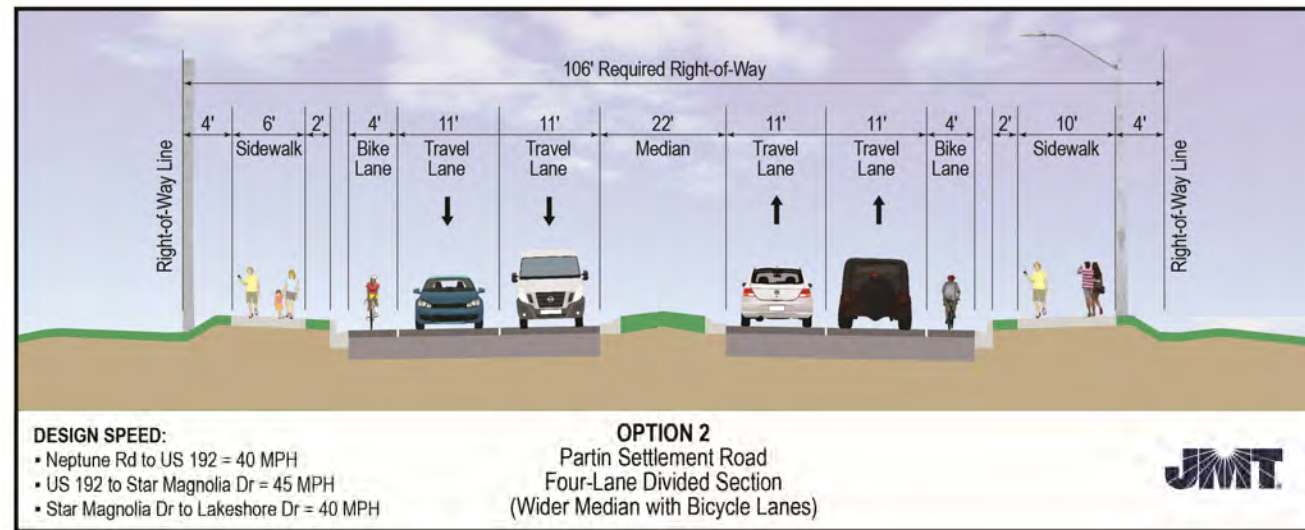 106' Required Right-of-Way
4' 6' 2' 4' 11' 11' 22' 11' 11' 4' 2' 10' 4'
Sidewalk Bike Travel Travel Median Travel Travel Bike Sidewalk
Lane Lane Lane Lane Lane Lane
Right-of-Way Line
Right-of-Way Line
DESIGN SPEED:
▪ Neptune Rd to US 192 = 40 MPH
▪ US 192 to Star Magnolia Dr = 45 MPH
▪ Star Magnolia Dr to Lakeshore Dr = 40 MPH
OPTION 2
Partin Settlement Road
Four-Lane Divided Section
(Wider Median with Bicycle Lanes)
JMT